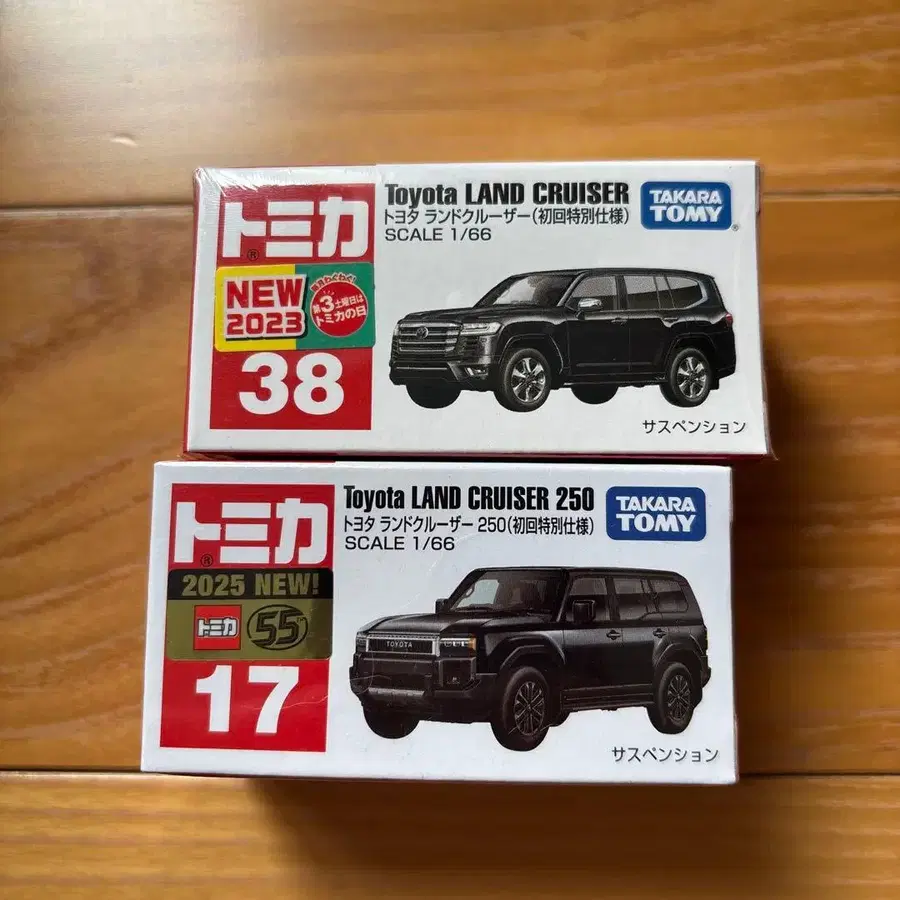 Toyota LAND CRUISER
トヨタ ランドクルーザー(初回特別仕様)
SCALE 1/66
TAKARA
TOMY
トミカ
NEW
2023
第3土曜日は
トミカの日
38
サスペンション
Toyota LAND CRUISER 250
トヨタ ランドクルーザー 250(初回特別仕様)
SCALE 1/66
TAKARA
TOMY
トミカ
2025 NEW!
トミカ
55th
TOYOTA
17
サスペンション